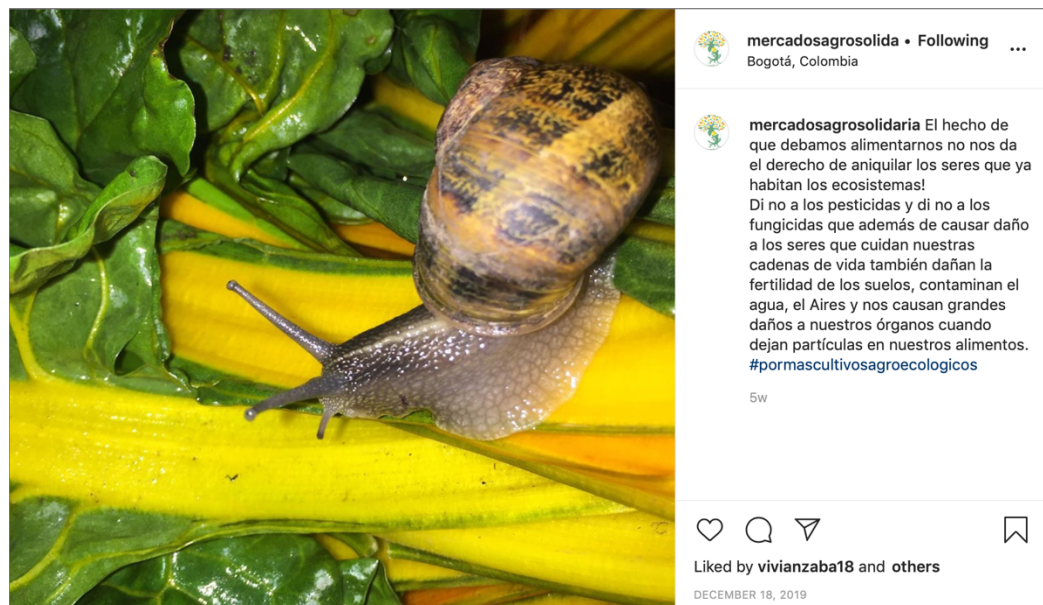 mercadosagrosolida • Following
Bogotá, Colombia
mercadosagrosolidaria El hecho de
que debamos alimentarnos no nos da
el derecho de aniquilar los seres que ya
habitan los ecosistemas!
Di no a los pesticidas y di no a los
fungicidas que además de causar daño
a los seres que cuidan nuestras
cadenas de vida también dañan la
fertilidad de los suelos, contaminan el
agua, el Aires y nos causan grandes
daños a nuestros órganos cuando
dejan partículas en nuestros alimentos.
#pormascultivosagroecologicos
5w
Liked by vivianzaba18 and others
DECEMBER 18, 2019